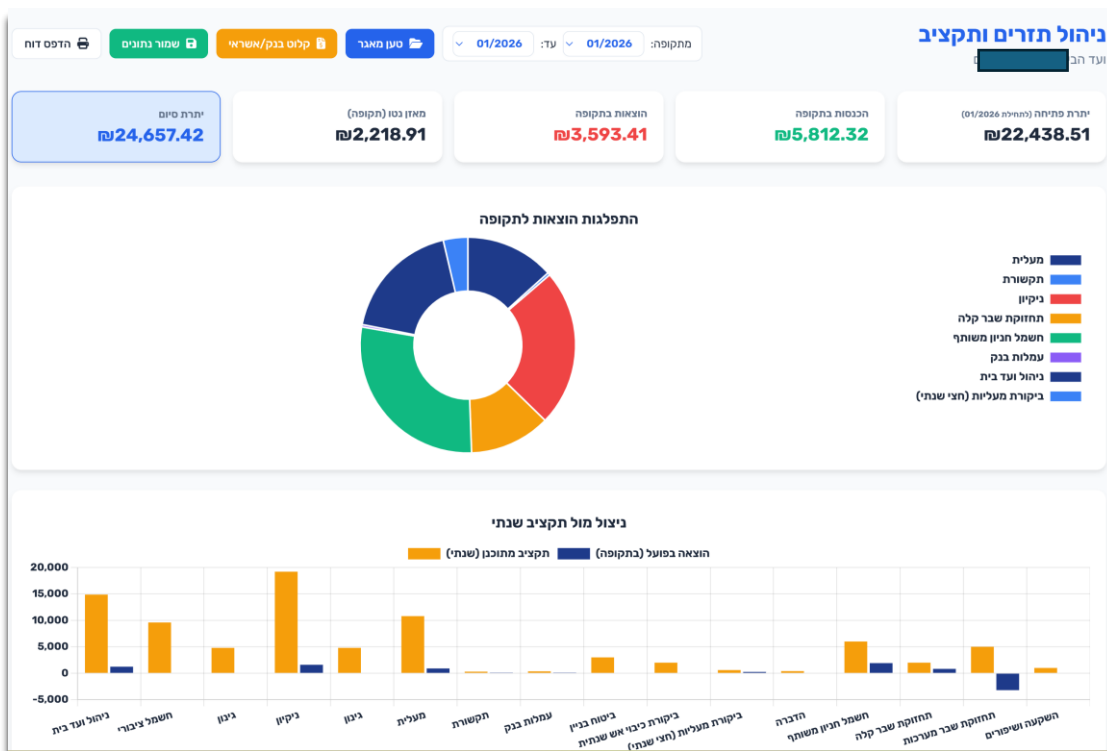 ניהול תזרים ותקציב
ועד הב
מתקופה: 01/2026 עד: 01/2026
טען מאגר
קלוט בנק/אשראי
שמור נתונים
הדפס דוח
יתרת פתיחה (לתחילת 01/2026)
₪22,438.51
הכנסות בתקופה
₪5,812.32
הוצאות בתקופה
₪3,593.41
מאזן נטו (תקופה)
₪2,218.91
יתרת סיום
₪24,657.42
התפלגות הוצאות לתקופה
מעלית
תקשורת
ניקיון
תחזוקת שבר קלה
חשמל חניון משותף
עמלות בנק
ניהול ועד בית
ביקורת מעליות (חצי שנתי)
ניצול מול תקציב שנתי
הוצאה בפועל (בתקופה) תקציב מתוכנן (שנתי)
20,000
15,000
10,000
5,000
0
-5,000
ניהול ועד בית
חשמל ציבורי
גינון
ניקיון
גינון
מעלית
תקשורת
עמלות בנק
ביטוח בניין
ביקורת כיבוי אש שנתית
ביקורת מעליות (חצי שנתי)
הדברה
חשמל חניון משותף
תחזוקת שבר קלה
תחזוקת שבר מערכות
השקעה ושיפורים